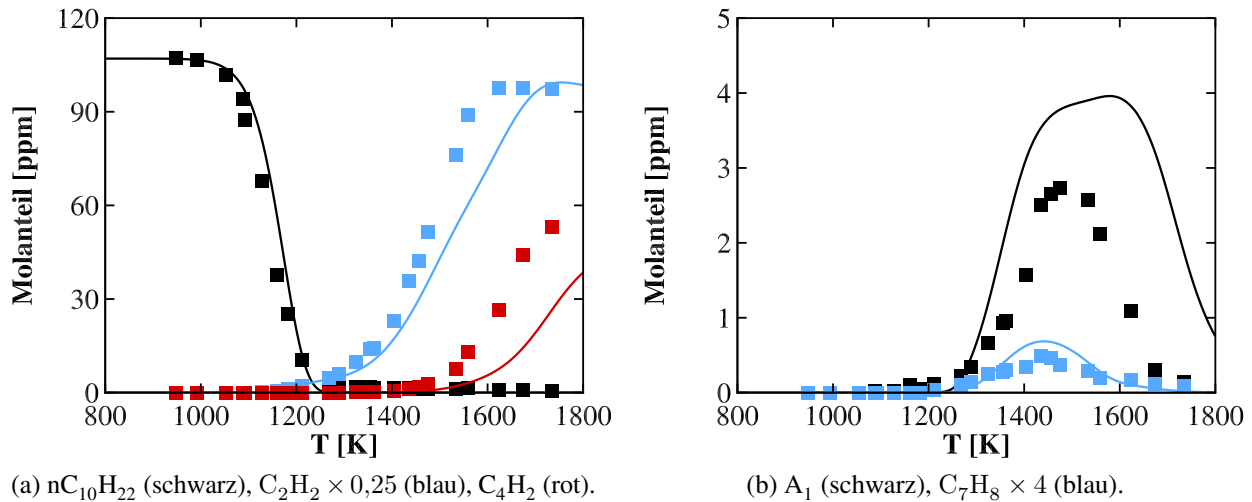 120
90
60
30
0
Molanteil [ppm]
800 1000 1200 1400 1600 1800
T [K]
5
4
3
2
1
0
Molanteil [ppm]
800 1000 1200 1400 1600 1800
T [K]
(a) nC₁₀H₂₂ (schwarz), C₂H₂ × 0,25 (blau), C₄H₂ (rot).
(b) A₁ (schwarz), C₇H₈ × 4 (blau).